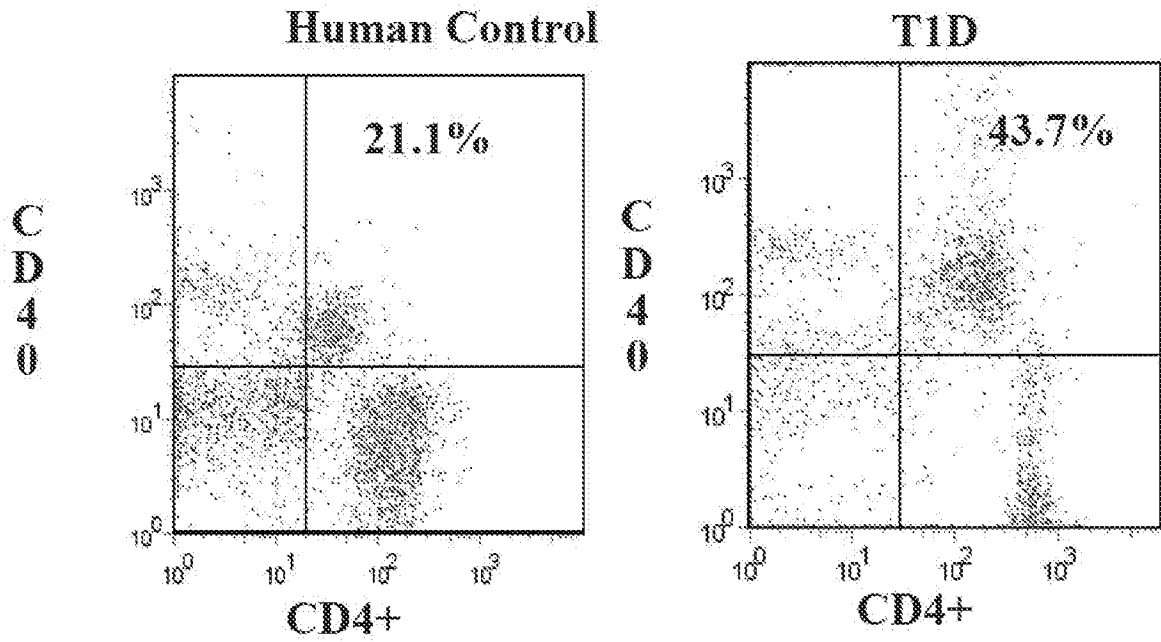 Human Control
T1D
21.1%
43.7%
C
D
4
0
10³
10²
10¹
10⁰
10⁰ 10¹ 10² 10³
CD4+
C
D
4
0
10³
10²
10¹
10⁰
10⁰ 10¹ 10² 10³
CD4+